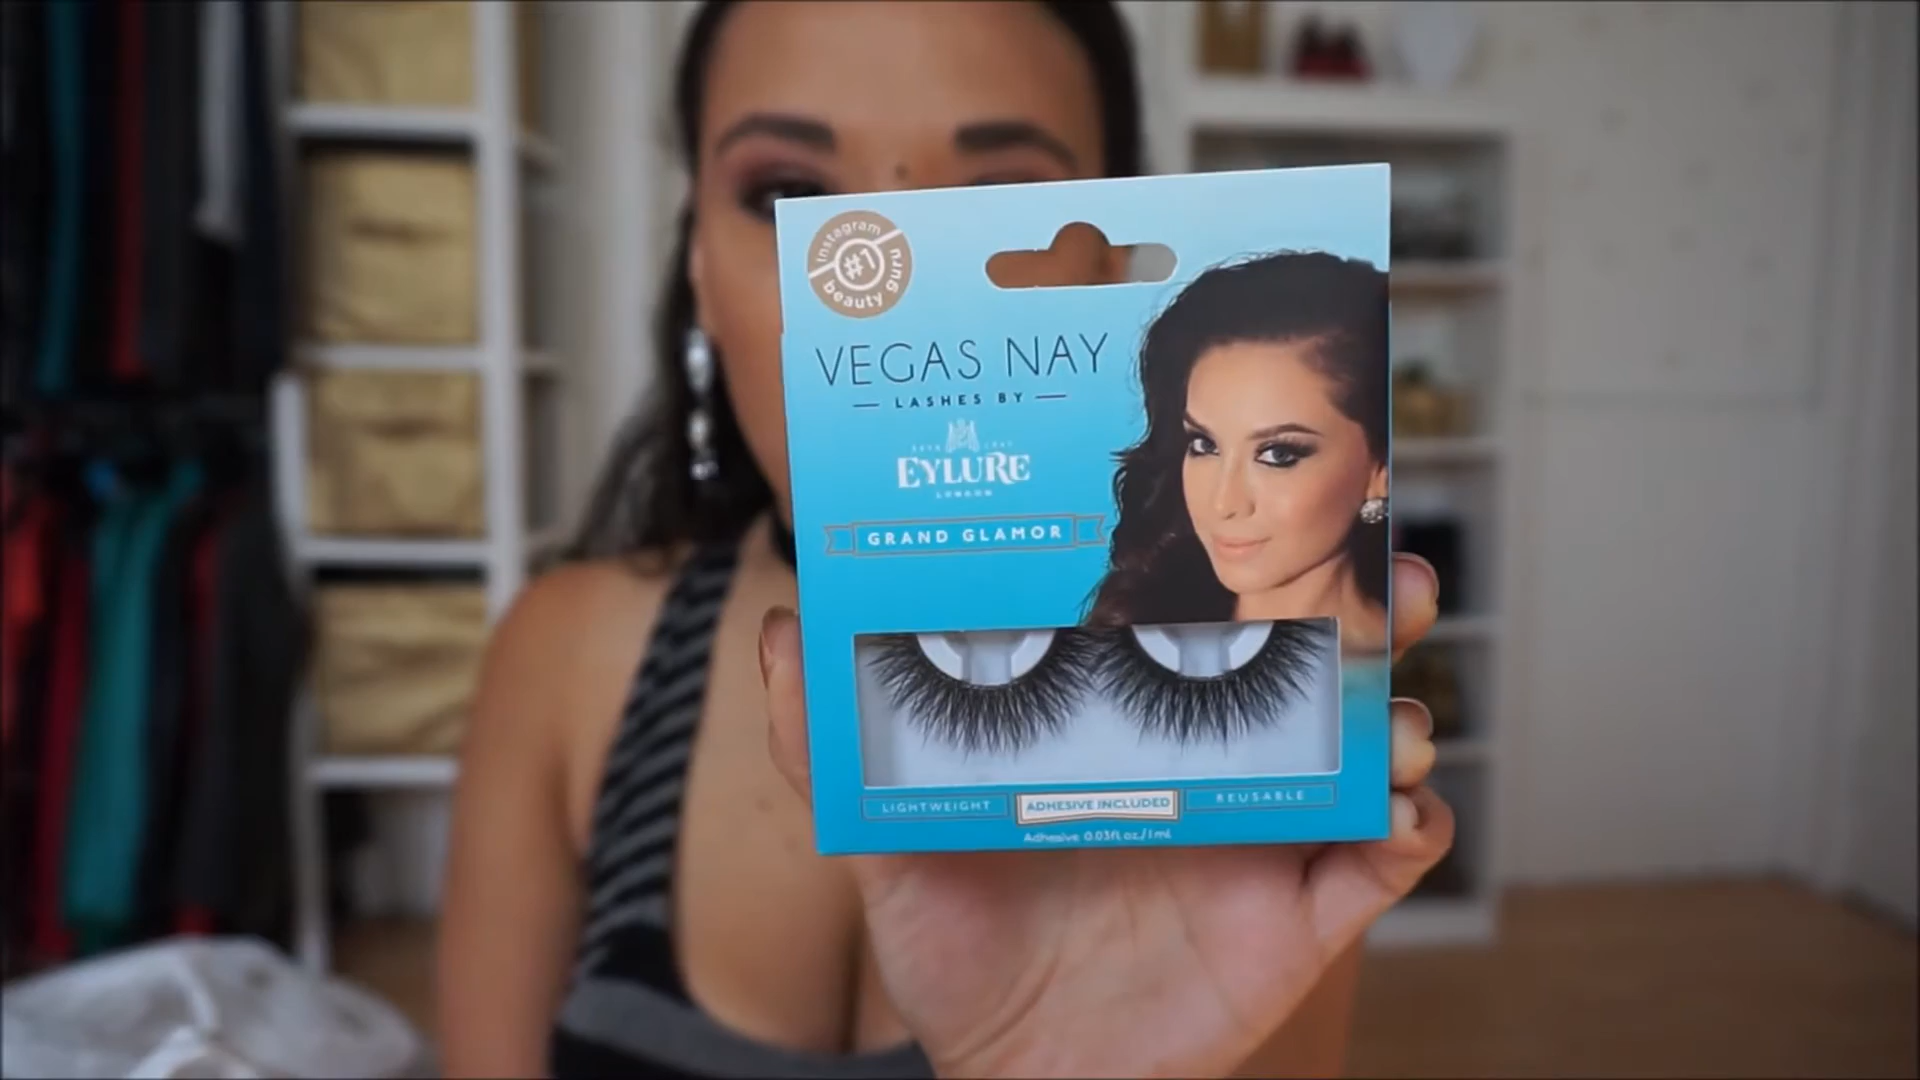 Instagram
#1
beauty guru
VEGAS NAY
LASHES BY
EYLURE
LONDON
GRAND GLAMOR
LIGHTWEIGHT
ADHESIVE INCLUDED
REUSABLE
Adhesive 0.03fl oz./1ml